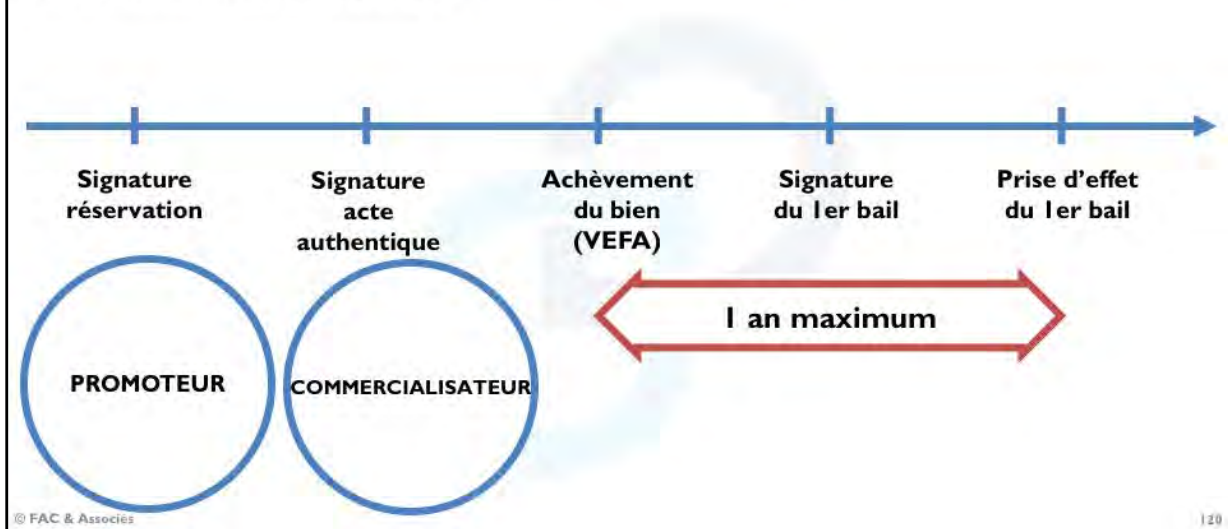 Signature
réservation
Signature
acte
authentique
Achèvement
du bien
(VEFA)
Signature
du 1er bail
Prise d'effet
du 1er bail
1 an maximum
PROMOTEUR
COMMERCIALISATEUR
© FAC & Associés
120